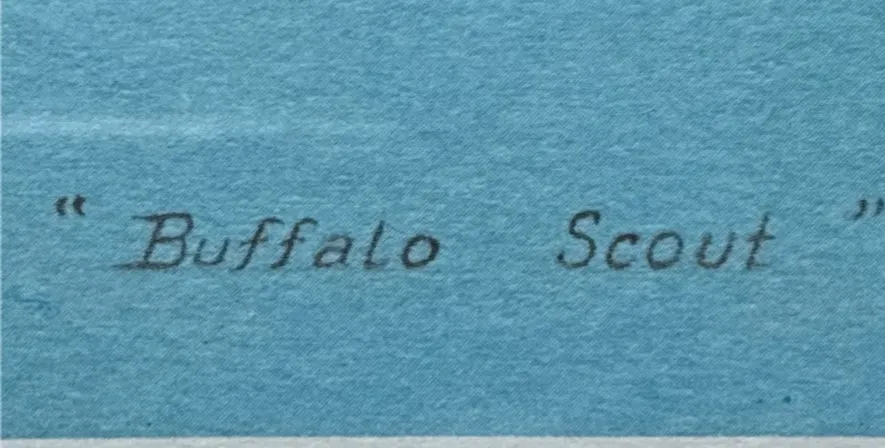 “ Buffalo Scout ”